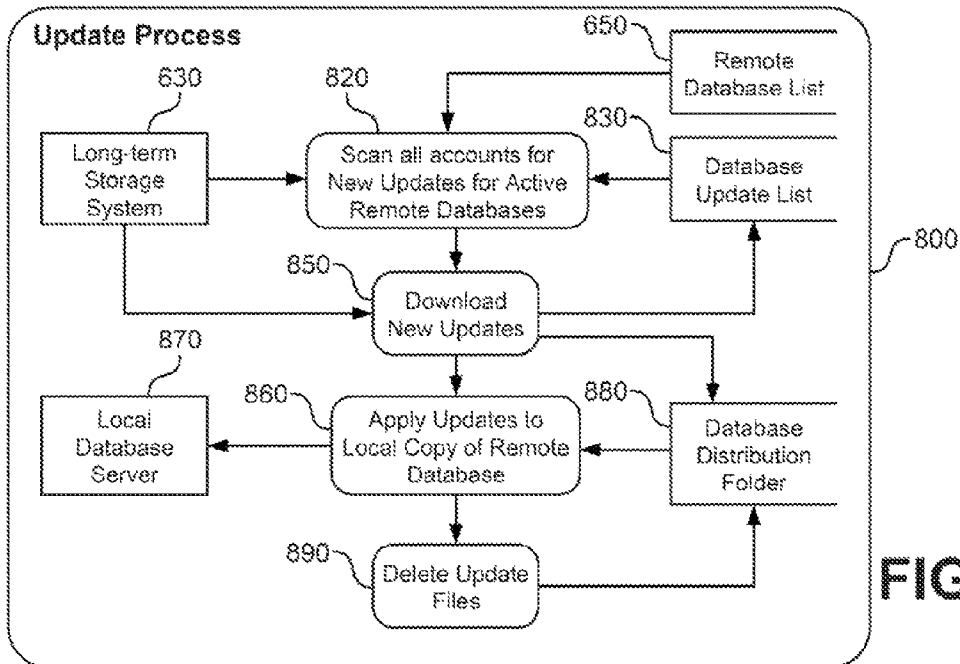 Update Process
650
Remote
Database List
630
820
830
Long-term
Storage
System
Scan all accounts for
New Updates for Active
Remote Databases
Database
Update List
800
850
Download
New Updates
870
860
880
Local
Database
Server
Apply Updates to
Local Copy of Remote
Database
Database
Distribution
Folder
890
Delete Update
Files
FIG